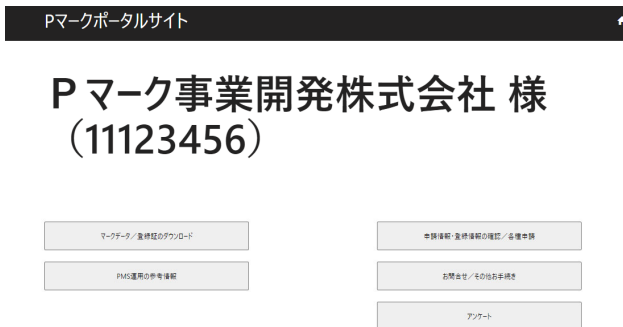 Pマークポータルサイト
Pマーク事業開発株式会社 様
（11123456）
マークデータ／登録証のダウンロード
申請情報・登録情報の確認／各種申請
PMS運用の参考情報
お問合せ／その他お手続き
アンケート